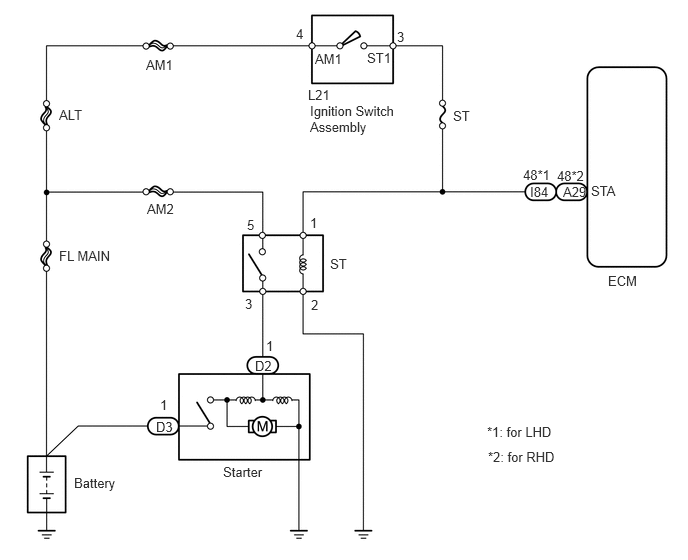 4
3
AM1
ST1
AM1
L21
Ignition Switch
Assembly
ALT
ST
48*1
48*2
I84
A29
STA
AM2
5
1
FL MAIN
ST
ECM
3
2
1
D2
1
D3
M
*1: for LHD
*2: for RHD
Starter
Battery